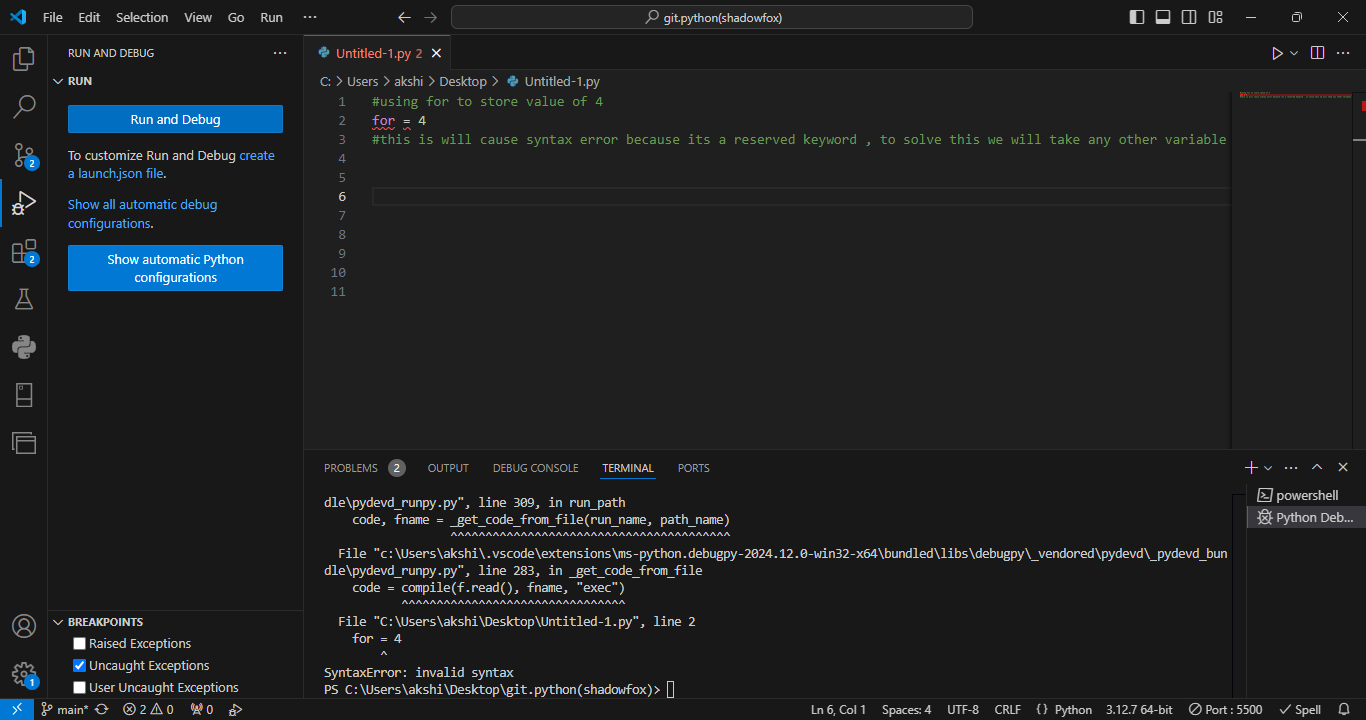 File Edit Selection View Go Run ··· git.python(shadowfox)
RUN AND DEBUG ···
RUN
Run and Debug
To customize Run and Debug create
a launch.json file.
Show all automatic debug
configurations.
Show automatic Python
configurations
2
2
1
BREAKPOINTS
Raised Exceptions
Uncaught Exceptions
User Uncaught Exceptions
Untitled-1.py 2
C: > Users > akshi > Desktop > Untitled-1.py
1 #using for to store value of 4
2 for = 4
3 #this is will cause syntax error because its a reserved keyword , to solve this we will take any other variable
4
5
6
7
8
9
10
11
PROBLEMS 2 OUTPUT DEBUG CONSOLE TERMINAL PORTS
powershell
Python Deb...
dle\pydevd_runpy.py", line 309, in run_path
code, fname = _get_code_from_file(run_name, path_name)
^^^^^^^^^^^^^^^^^^^^^^^^^^^^^^^^^^^^^^^^
File "c:\Users\akshi\.vscode\extensions\ms-python.debugpy-2024.12.0-win32-x64\bundled\libs\debugpy\_vendored\pydevd\_pydevd_bun
dle\pydevd_runpy.py", line 283, in _get_code_from_file
code = compile(f.read(), fname, "exec")
^^^^^^^^^^^^^^^^^^^^^^^^^^^^^^^^
File "C:\Users\akshi\Desktop\Untitled-1.py", line 2
for = 4
^
SyntaxError: invalid syntax
PS C:\Users\akshi\Desktop\git.python(shadowfox)>
main* 2 0 0 Ln 6, Col 1 Spaces: 4 UTF-8 CRLF {} Python 3.12.7 64-bit Port : 5500 Spell